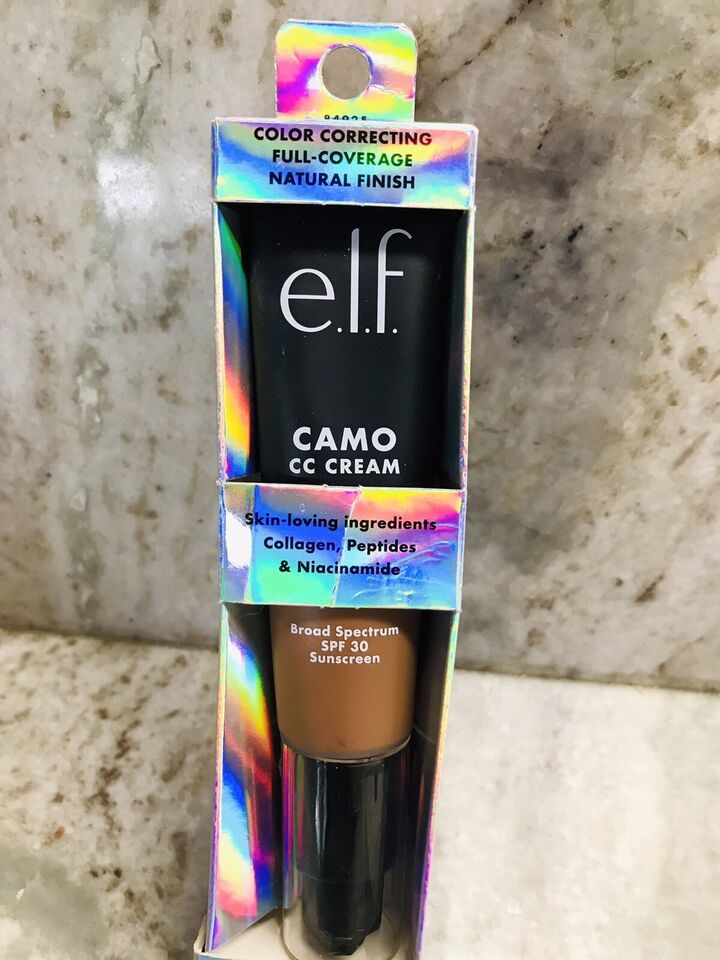 COLOR CORRECTING
FULL-COVERAGE
NATURAL FINISH
e.l.f.
CAMO
CC CREAM
Skin-loving ingredients
Collagen, Peptides
& Niacinamide
Broad Spectrum
SPF 30
Sunscreen